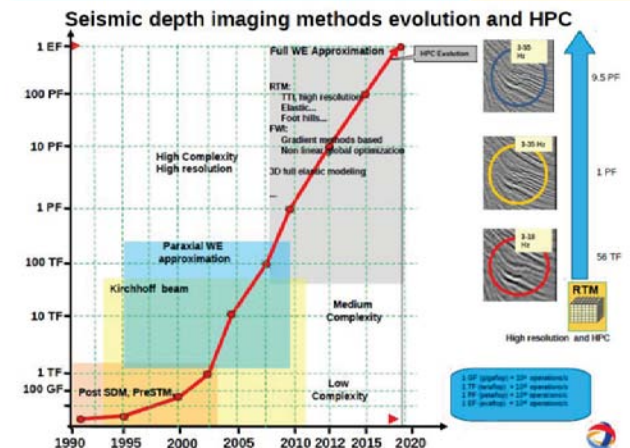 Seismic depth imaging methods evolution and HPC
1 EF
100 PF
10 PF
1 PF
100 TF
10 TF
1 TF
100 GF
1990
1995
2000
2005
2010
2012
2015
2020
Full WE Approximation
HPC Evolution
RTM:
TTI, high resolution
Elastic...
Foot hills...
FWI:
Gradient methods based
Non linear global optimization
3D full elastic modeling
...
High Complexity
High resolution
Paraxial WE
approximation
Kirchhoff beam
Post SDM, PreSTM
Medium
Complexity
Low
Complexity
3-55
Hz
9.5 PF
3-35 Hz
1 PF
3-18
Hz
56 TF
RTM
High resolution and HPC